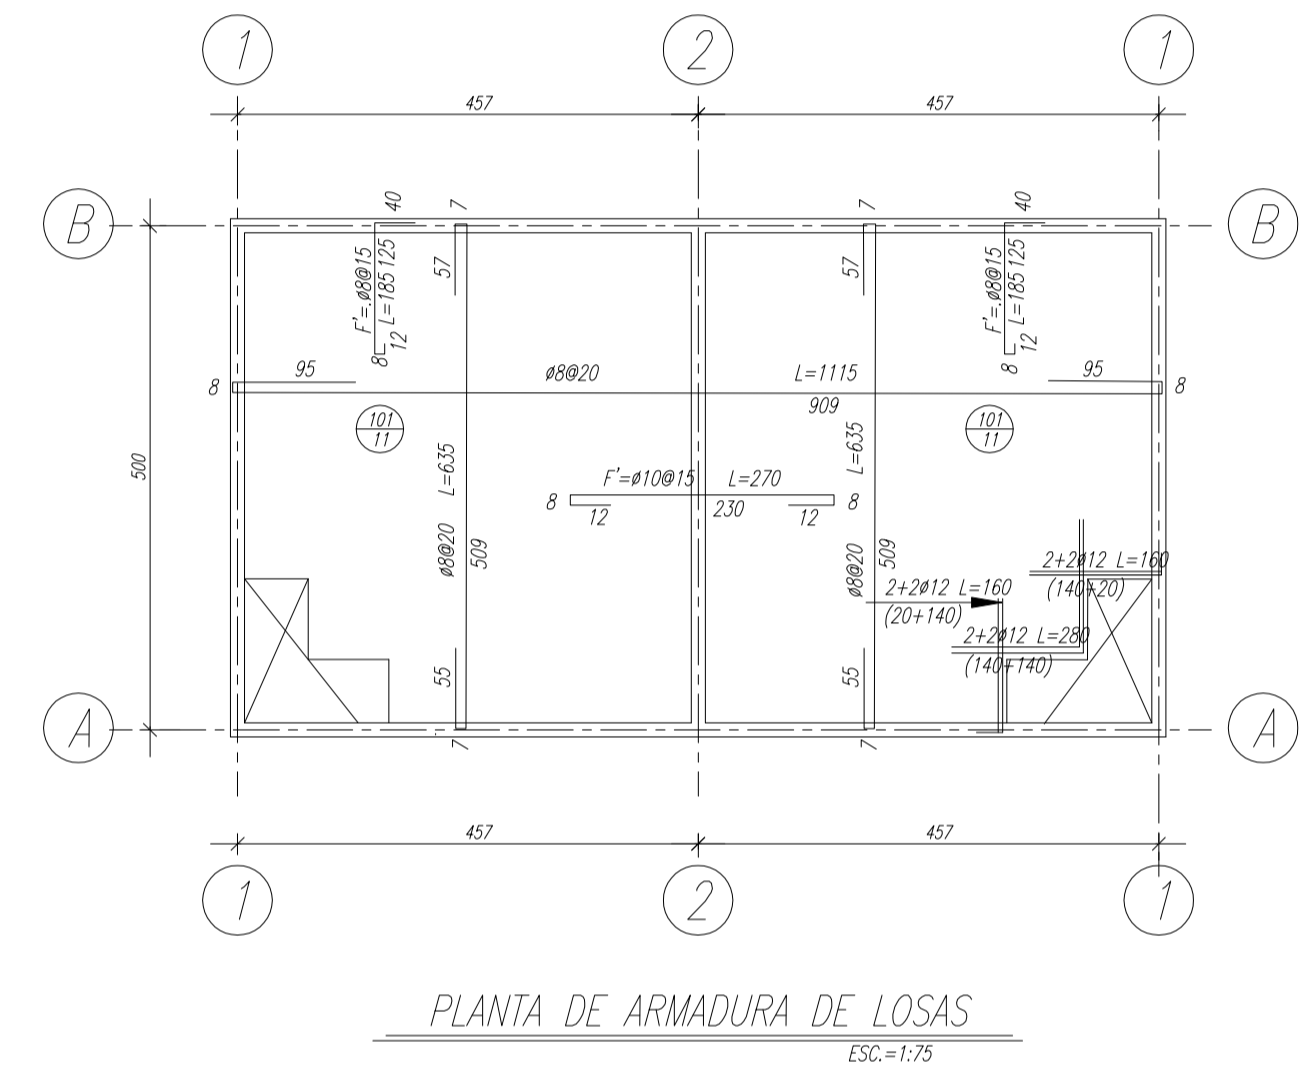 1 2 1
457 457
B B
40 7 7 40
F'=.ø8@15
L=185 125
57 57
F'=.ø8@15
L=185 125
8 12 8 12
8 95 ø8@20 L=1115 95 8
909
101
11
101
11
500
L=635 L=635
F'=ø10@15 L=270
8 12 230 12 8
ø8@20 509
ø8@20 509
2+2ø12 L=160
(140+20)
2+2ø12 L=160
(20+140)
2+2ø12 L=280
(140+140)
55 55
A A
7 7
457 457
1 2 1
PLANTA DE ARMADURA DE LOSAS
ESC.=1:75